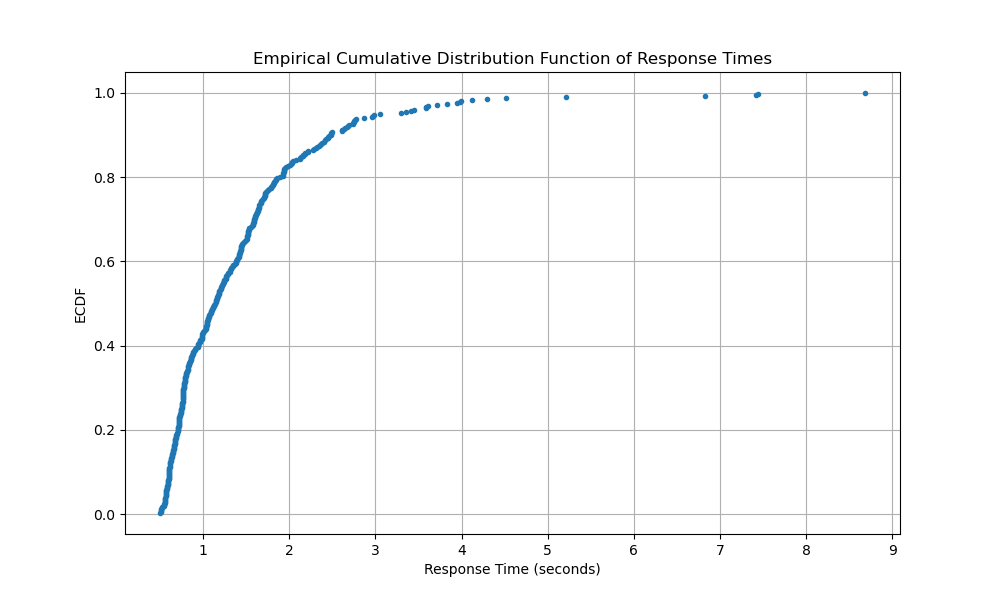 Empirical Cumulative Distribution Function of Response Times
1.0
0.8
0.6
0.4
0.2
0.0
ECDF
1 2 3 4 5 6 7 8 9
Response Time (seconds)